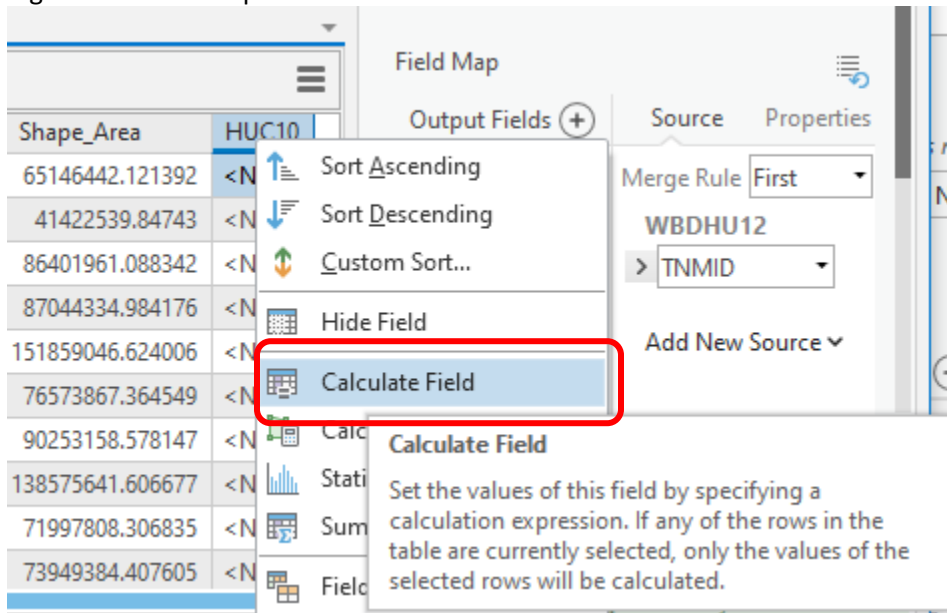 Field Map
Output Fields
Source Properties
Shape_Area HUC10
65146442.121392 <N
41422539.84743 <N
86401961.088342 <N
87044334.984176 <N
151859046.624006 <N
76573867.364549 <N
90253158.578147 <N
138575641.606677 <N
71997808.306835 <N
73949384.407605 <N
Sort Ascending
Sort Descending
Custom Sort...
Hide Field
Calculate Field
Calc
Stati
Sum
Field
Merge Rule First
WBDHU12
TNMID
Add New Source
Calculate Field
Set the values of this field by specifying a
calculation expression. If any of the rows in the
table are currently selected, only the values of the
selected rows will be calculated.